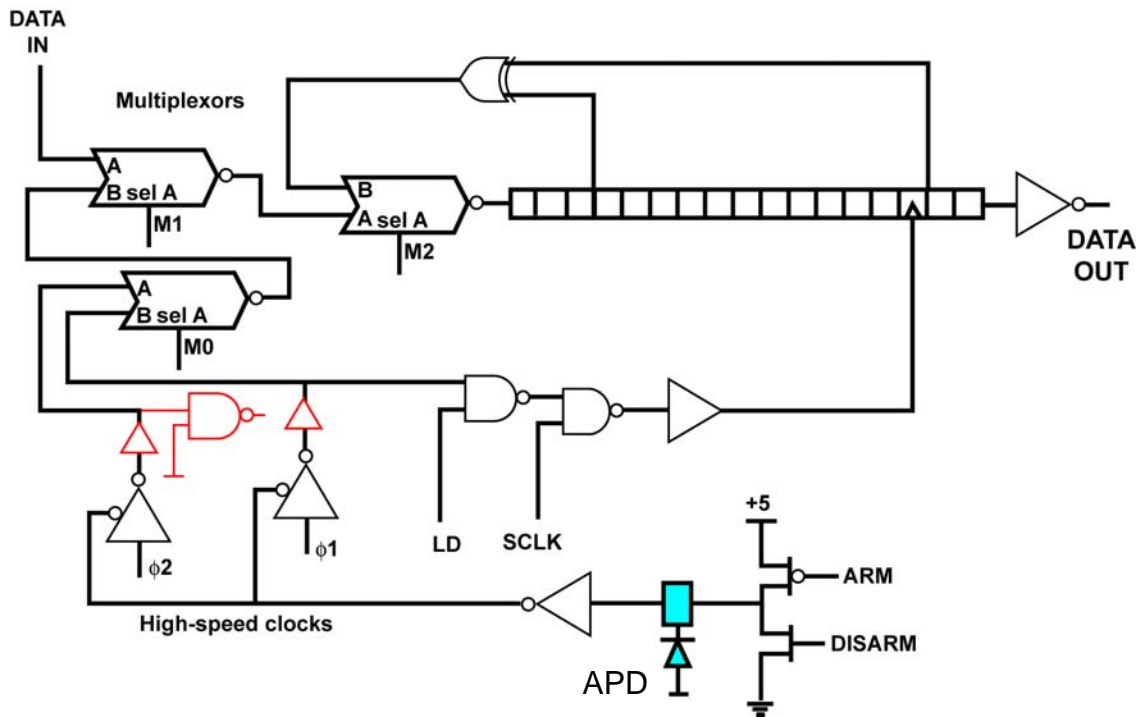 DATA
IN
Multiplexors
A
B sel A
M1
B
A sel A
M2
DATA
OUT
A
B sel A
M0
ϕ2
ϕ1
LD
SCLK
+5
ARM
DISARM
High-speed clocks
APD